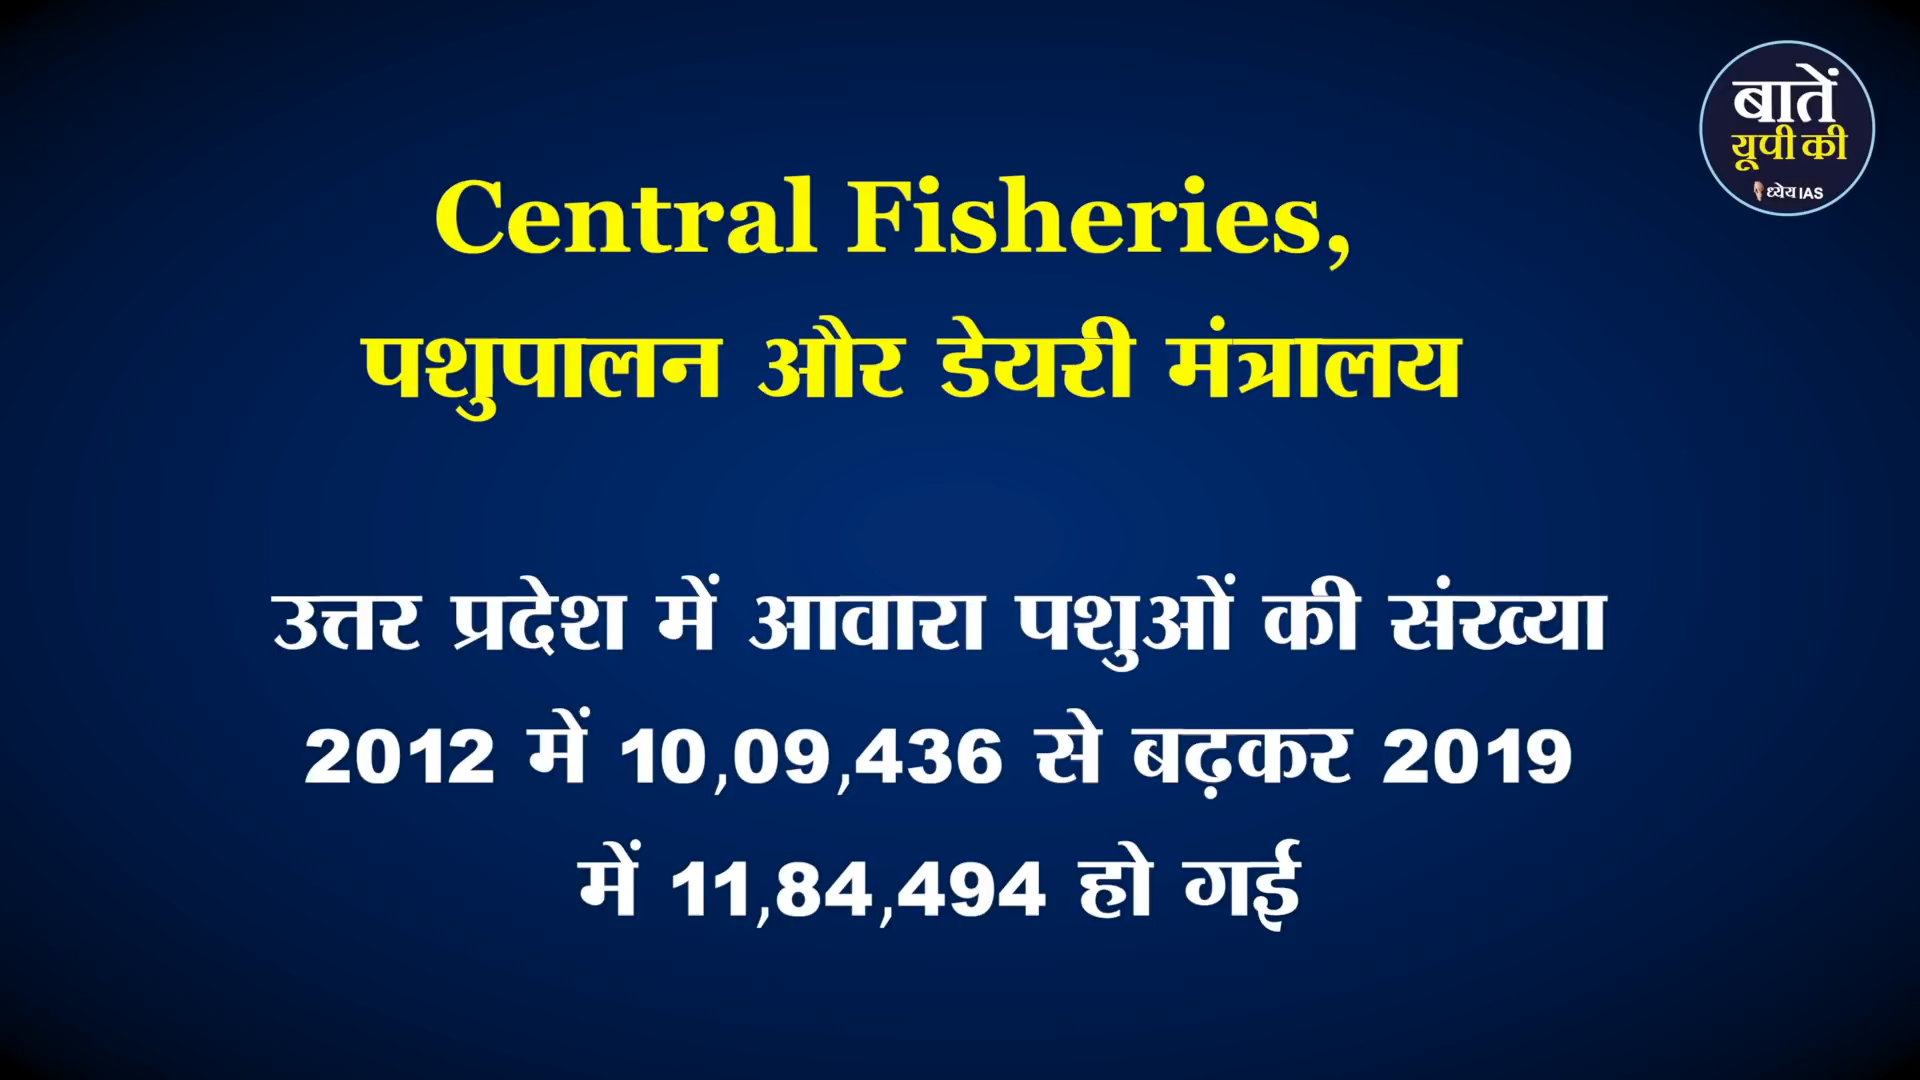 बातें
यूपी की
ध्येय IAS
Central Fisheries,
पशुपालन और डेयरी मंत्रालय
उत्तर प्रदेश में आवारा पशुओं की संख्या
2012 में 10,09,436 से बढ़कर 2019
में 11,84,494 हो गई